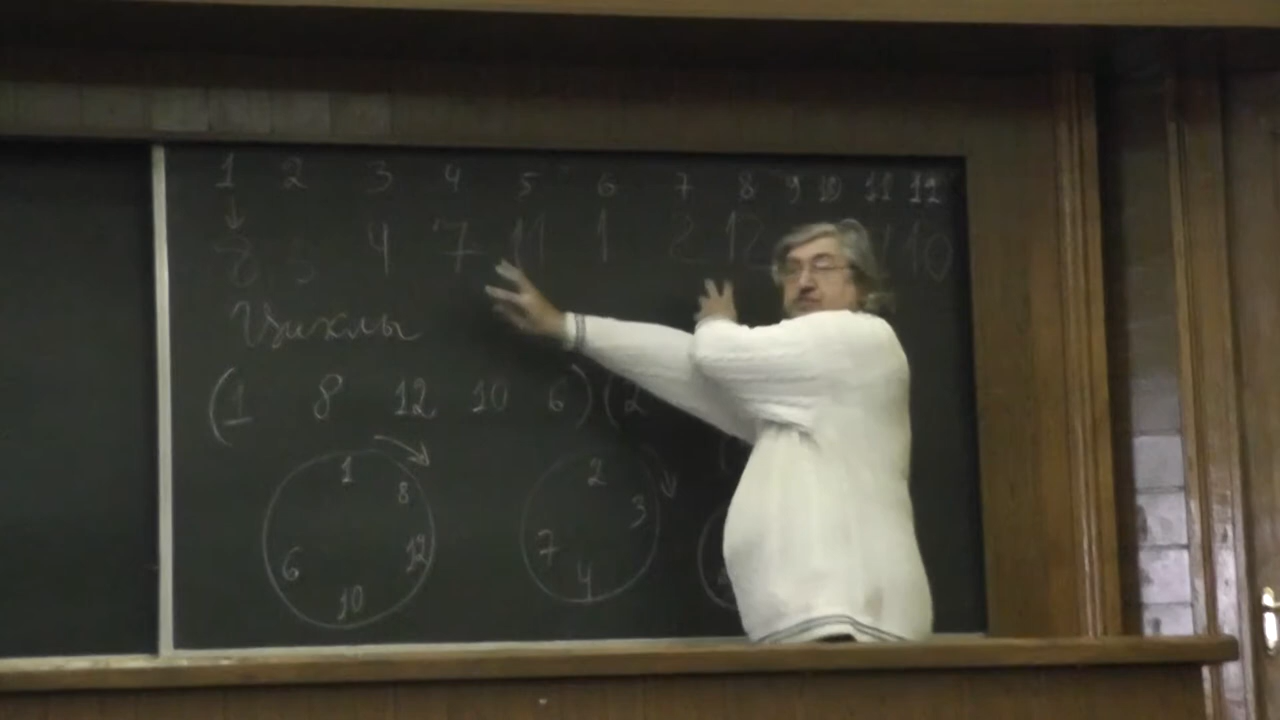 1 2 3 4 5 6 7 8 9 10 11 12
8 3 4 7 11 1 2 12 10
Циклы
(1 8 12 10 6)(2
1 8 12 10 6
2 3 4 7